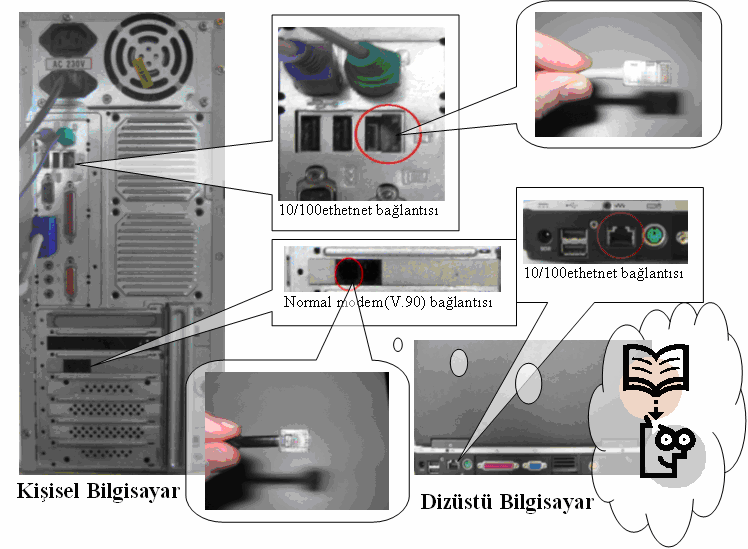 AC 230V
10/100ethetnet bağlantısı
10/100ethetnet bağlantısı
Normal modem(V.90) bağlantısı
Kişisel Bilgisayar
Dizüstü Bilgisayar